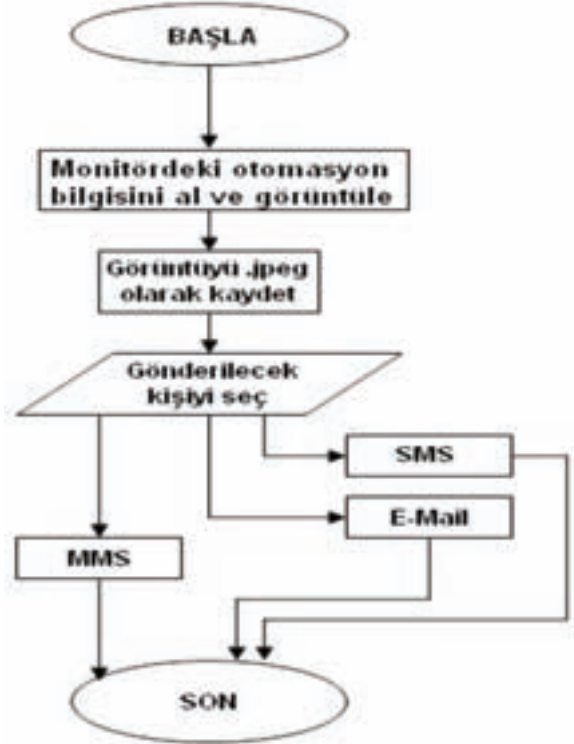 BAŞLA
Monitördeki otomasyon
bilgisini al ve görüntüle
Görüntüyü .jpeg
olarak kaydet
Gönderilecek
kişiyi seç
SMS
E-Mail
MMS
SON